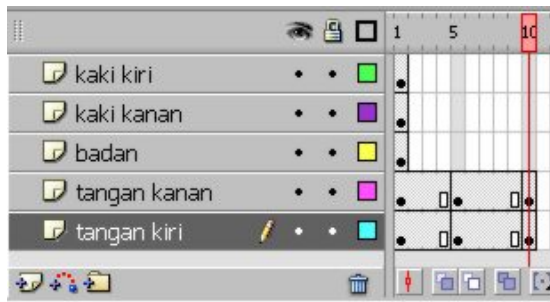 1 5 10
kaki kiri
kaki kanan
badan
tangan kanan
tangan kiri